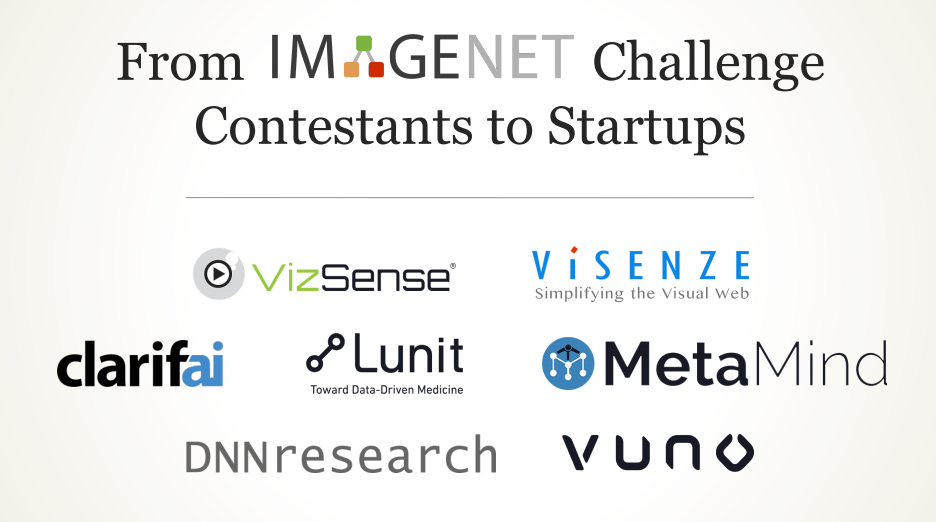 From IMAGENET Challenge
Contestants to Startups
VizSense®
ViSENZE
Simplifying the Visual Web
clarifai
Lunit
Toward Data-Driven Medicine
MetaMind
DNNresearch
VUNO